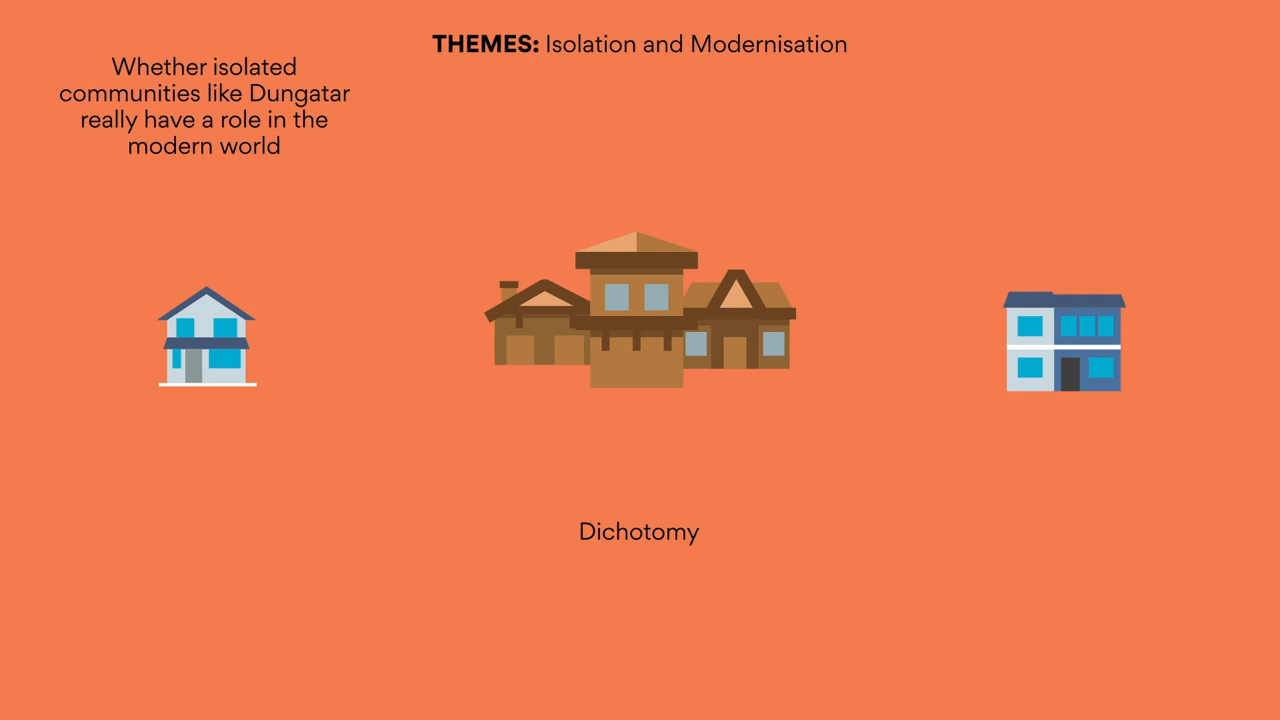 THEMES: Isolation and Modernisation
Whether isolated
communities like Dungatar
really have a role in the
modern world
Dichotomy